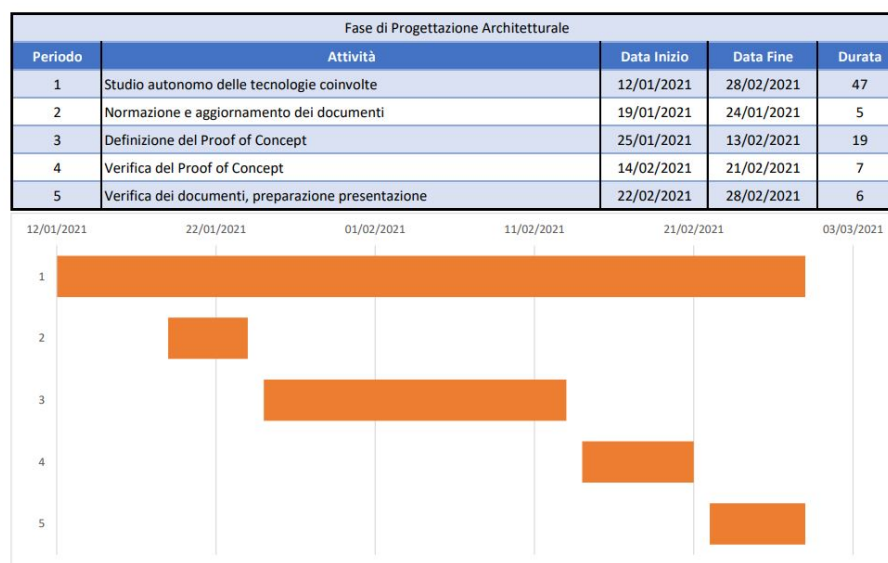 Fase di Progettazione Architetturale
Periodo Attività Data Inizio Data Fine Durata
1 Studio autonomo delle tecnologie coinvolte 12/01/2021 28/02/2021 47
2 Normazione e aggiornamento dei documenti 19/01/2021 24/01/2021 5
3 Definizione del Proof of Concept 25/01/2021 13/02/2021 19
4 Verifica del Proof of Concept 14/02/2021 21/02/2021 7
5 Verifica dei documenti, preparazione presentazione 22/02/2021 28/02/2021 6
12/01/2021 22/01/2021 01/02/2021 11/02/2021 21/02/2021 03/03/2021
1
2
3
4
5